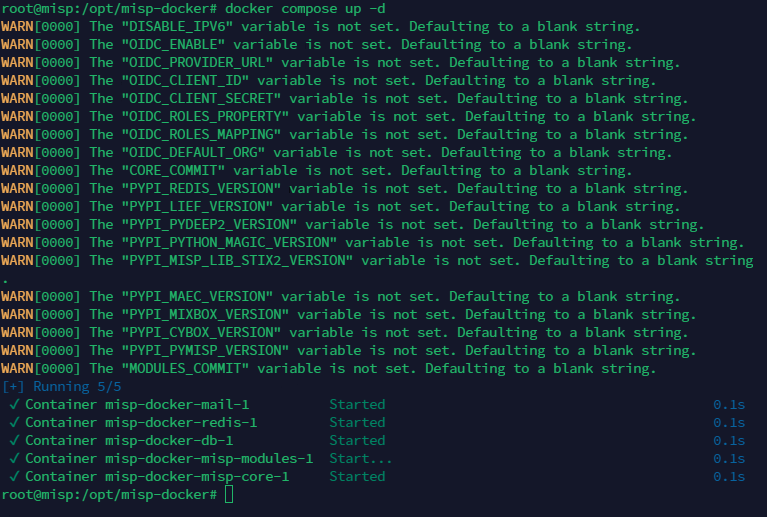 root@misp:/opt/misp-docker# docker compose up -d
WARN[0000] The "DISABLE_IPV6" variable is not set. Defaulting to a blank string.
WARN[0000] The "OIDC_ENABLE" variable is not set. Defaulting to a blank string.
WARN[0000] The "OIDC_PROVIDER_URL" variable is not set. Defaulting to a blank string.
WARN[0000] The "OIDC_CLIENT_ID" variable is not set. Defaulting to a blank string.
WARN[0000] The "OIDC_CLIENT_SECRET" variable is not set. Defaulting to a blank string.
WARN[0000] The "OIDC_ROLES_PROPERTY" variable is not set. Defaulting to a blank string.
WARN[0000] The "OIDC_ROLES_MAPPING" variable is not set. Defaulting to a blank string.
WARN[0000] The "OIDC_DEFAULT_ORG" variable is not set. Defaulting to a blank string.
WARN[0000] The "CORE_COMMIT" variable is not set. Defaulting to a blank string.
WARN[0000] The "PYPI_REDIS_VERSION" variable is not set. Defaulting to a blank string.
WARN[0000] The "PYPI_LIEF_VERSION" variable is not set. Defaulting to a blank string.
WARN[0000] The "PYPI_PYDEEP2_VERSION" variable is not set. Defaulting to a blank string.
WARN[0000] The "PYPI_PYTHON_MAGIC_VERSION" variable is not set. Defaulting to a blank string.
WARN[0000] The "PYPI_MISP_LIB_STIX2_VERSION" variable is not set. Defaulting to a blank string
.
WARN[0000] The "PYPI_MAEC_VERSION" variable is not set. Defaulting to a blank string.
WARN[0000] The "PYPI_MIXBOX_VERSION" variable is not set. Defaulting to a blank string.
WARN[0000] The "PYPI_CYBOX_VERSION" variable is not set. Defaulting to a blank string.
WARN[0000] The "PYPI_PYMISP_VERSION" variable is not set. Defaulting to a blank string.
WARN[0000] The "MODULES_COMMIT" variable is not set. Defaulting to a blank string.
[+] Running 5/5
✓ Container misp-docker-mail-1 Started 0.1s
✓ Container misp-docker-redis-1 Started 0.1s
✓ Container misp-docker-db-1 Started 0.1s
✓ Container misp-docker-misp-modules-1 Start... 0.1s
✓ Container misp-docker-misp-core-1 Started 0.1s
root@misp:/opt/misp-docker#